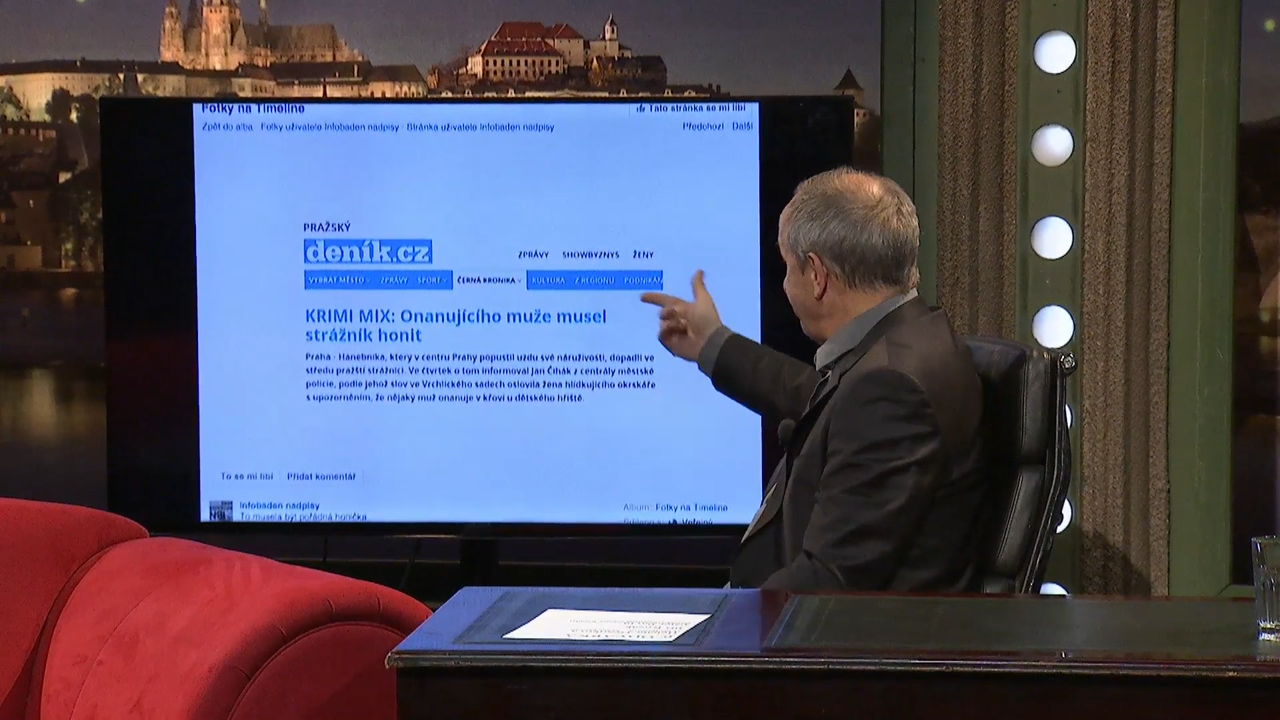 Fotky na Timeline
Tato stránka se mi líbí
Zpět do alba · Fotky uživatele Infobaden nadpisy · Stránka uživatele Infobaden nadpisy
Předchozí Další
PRAŽSKÝ
deník.cz
ZPRÁVY SHOWBYZNYS ŽENY
VYBRAT MĚSTO ZPRÁVY SPORT ČERNÁ KRONIKA KULTURA Z REGIONU PODNIKÁN
KRIMI MIX: Onanujícího muže musel
strážník honit
Praha - Hanebníka, který v centru Prahy popustil uzdu své náruživosti, dopadli ve
středu pražští strážníci. Ve čtvrtek o tom informoval Jan Čihák z centrály městské
policie, podle jehož slov ve Vrchlického sadech oslovila žena hlídkujícího okrskáře
s upozorněním, že nějaký muž onanuje v křoví u dětského hřiště.
To se mi líbí Přidat komentář
Infobaden nadpisy
To musela být pořádná honička
Album: Fotky na Timeline
Veřejný